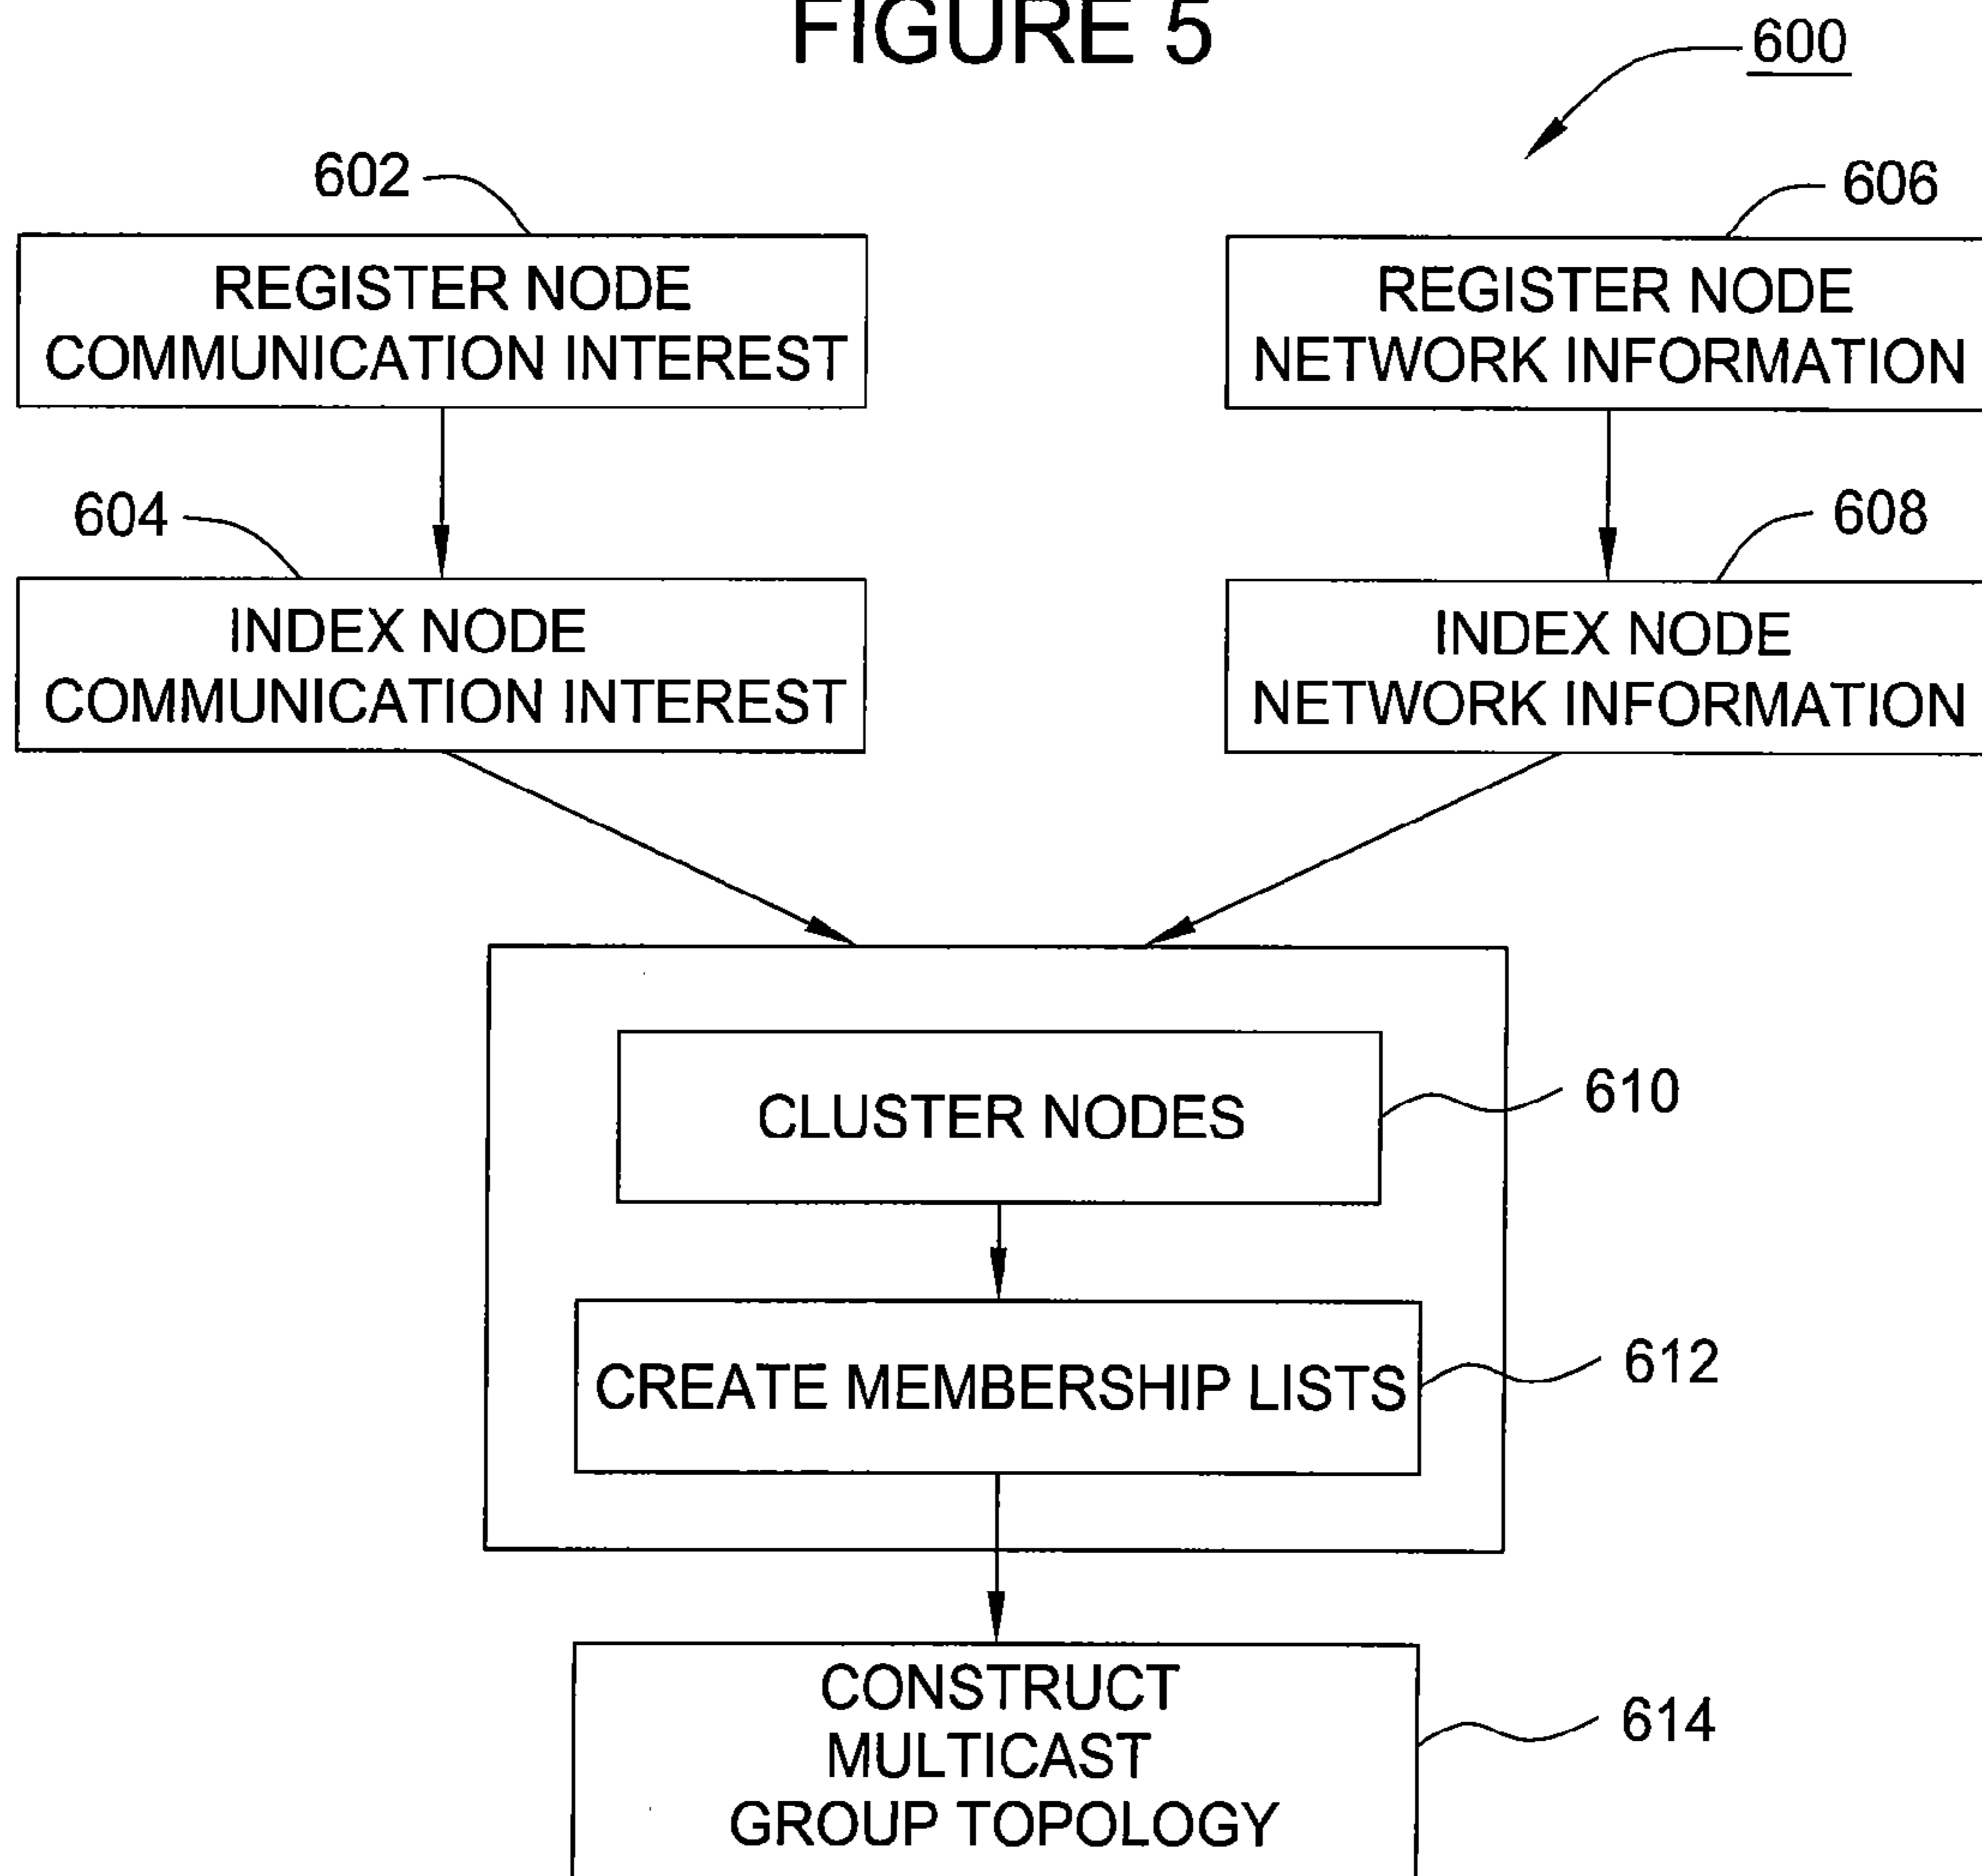 FIGURE 5
600
602
606
REGISTER NODE
COMMUNICATION INTEREST
REGISTER NODE
NETWORK INFORMATION
604
608
INDEX NODE
COMMUNICATION INTEREST
INDEX NODE
NETWORK INFORMATION
CLUSTER NODES
610
CREATE MEMBERSHIP LISTS
612
CONSTRUCT
MULTICAST
GROUP TOPOLOGY
614